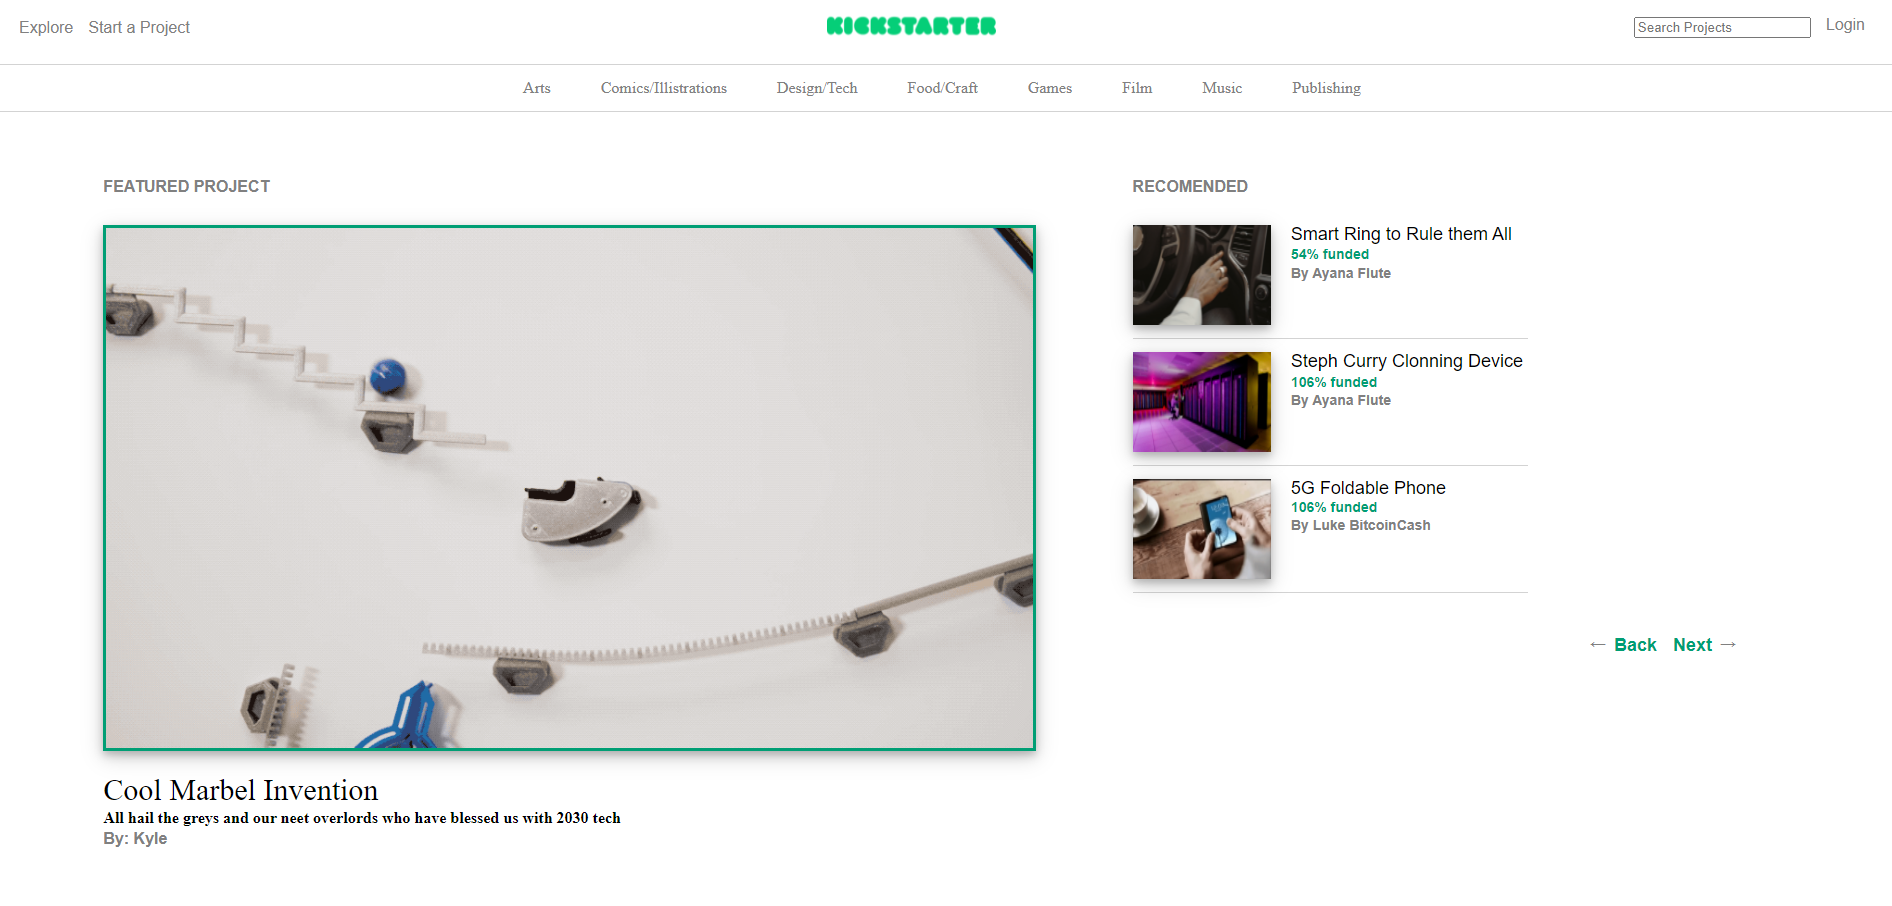 Explore Start a Project KICKSTARTER Search Projects Login
Arts Comics/Illistrations Design/Tech Food/Craft Games Film Music Publishing
FEATURED PROJECT
Cool Marbel Invention
All hail the greys and our neet overlords who have blessed us with 2030 tech
By: Kyle
RECOMENDED
Smart Ring to Rule them All
54% funded
By Ayana Flute
Steph Curry Clonning Device
106% funded
By Ayana Flute
5G Foldable Phone
106% funded
By Luke BitcoinCash
← Back Next →